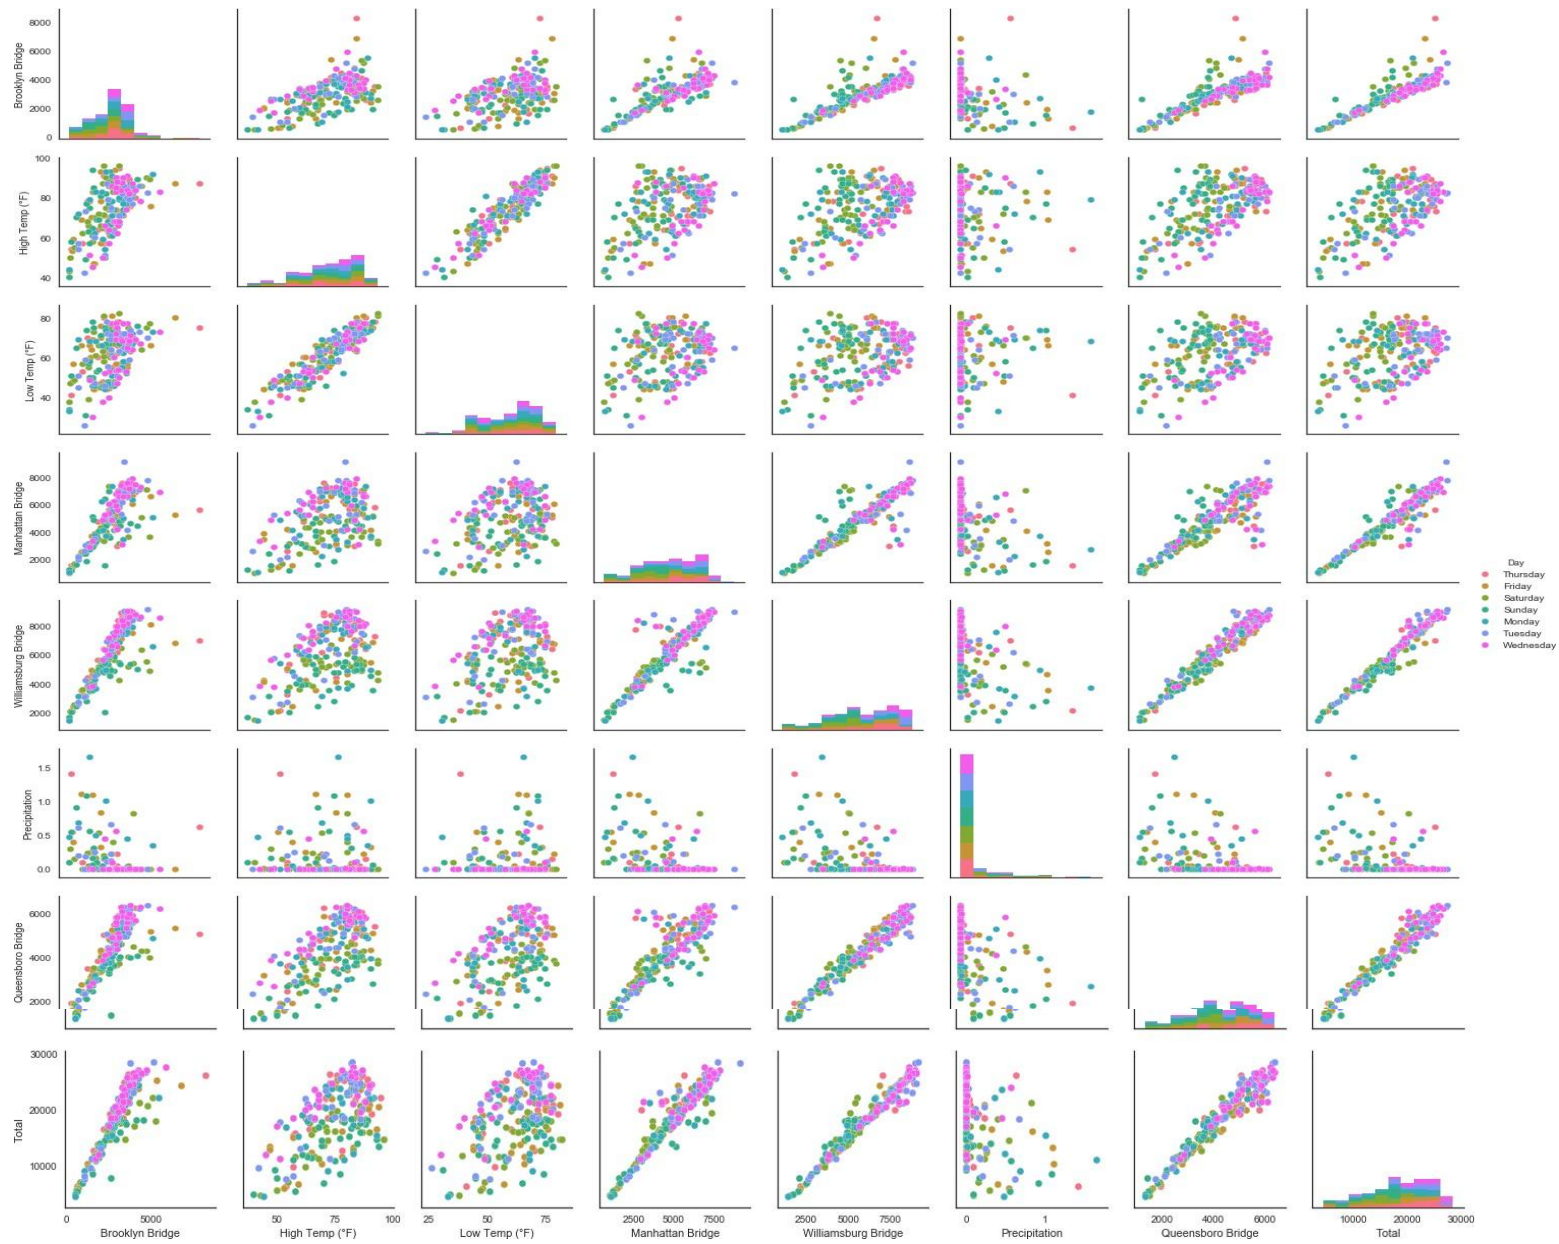 8000
6000
4000
2000
0
Brooklyn Bridge
100
80
60
40
High Temp (°F)
80
60
40
Low Temp (°F)
8000
6000
4000
2000
Manhattan Bridge
8000
6000
4000
2000
Williamsburg Bridge
1.5
1.0
0.5
0.0
Precipitation
6000
4000
2000
Queensboro Bridge
30000
20000
10000
Total
Day
Thursday
Friday
Saturday
Sunday
Monday
Tuesday
Wednesday
0 5000 50 100 25 50 75 2500 5000 7500 2500 5000 7500 0 1 2000 4000 6000 10000 20000 30000
Brooklyn Bridge High Temp (°F) Low Temp (°F) Manhattan Bridge Williamsburg Bridge Precipitation Queensboro Bridge Total